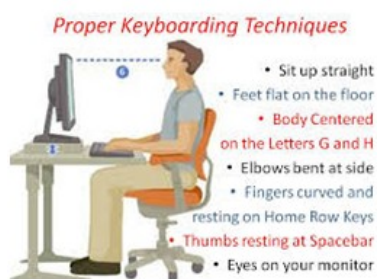 Proper Keyboarding Techniques
• Sit up straight
• Feet flat on the floor
• Body Centered
on the Letters G and H
• Elbows bent at side
• Fingers curved and
resting on Home Row Keys
• Thumbs resting at Spacebar
• Eyes on your monitor